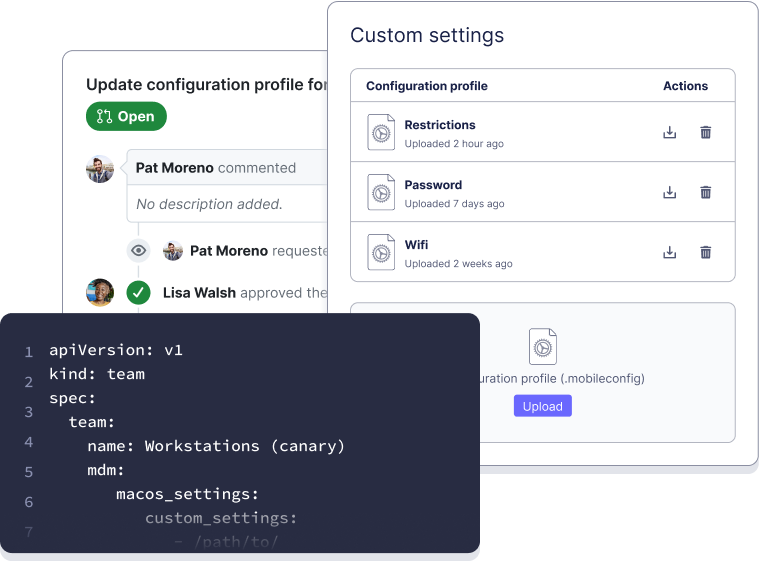 Custom settings
Configuration profile Actions
Restrictions
Uploaded 2 hour ago
Password
Uploaded 7 days ago
Wifi
Uploaded 2 weeks ago
uration profile (.mobileconfig)
Upload
Update configuration profile for
Open
Pat Moreno commented
No description added.
Pat Moreno requeste
Lisa Walsh approved the
1 apiVersion: v1
2 kind: team
3 spec:
4 team:
5 name: Workstations (canary)
6 mdm:
7 macos_settings:
custom_settings:
- /path/to/